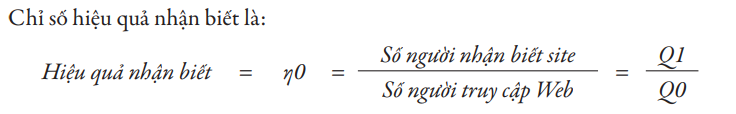 Chỉ số hiệu quả nhận biết là:
Số người nhận biết site Q1
Hiệu quả nhận biết = η0 = =
Số người truy cập Web Q0